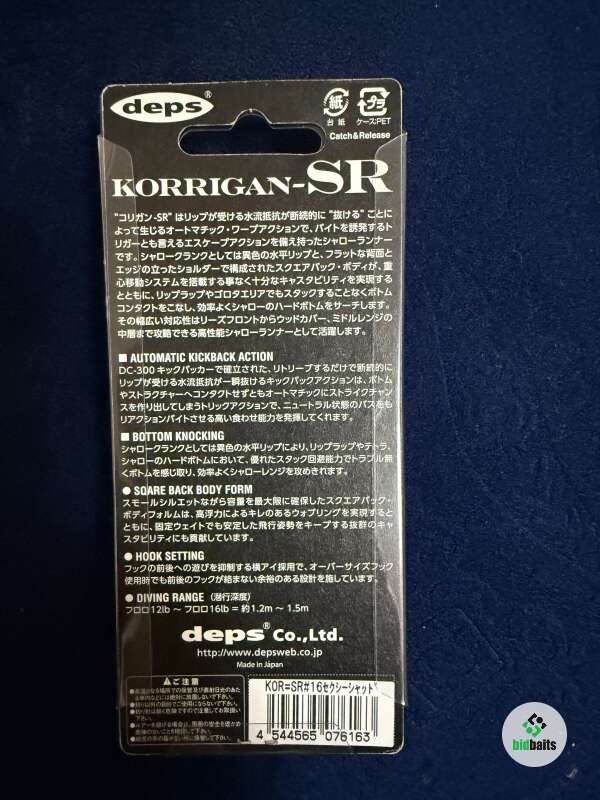 deps®
紙
台紙
プラ
ケース:PET
Catch&Release
KORRIGAN-SR
"コリガン-SR"はリップが受ける水流抵抗が断続的に"抜ける"ことに
よって生じるオートマチック・ワープアクションで、バイトを誘発するト
リガーとも言えるエスケープアクションを備え持ったシャローランナー
です。シャロークランクとしては異色の水平リップと、フラットな背面と
エッジの立ったショルダーで構成されたスクエアバック・ボディが、重
心移動システムを搭載する事なく十分なキャスタビリティを実現する
とともに、リップラップやゴロタエリアでもスタックすることなくボトム
コンタクトをこなし、効率よくシャローのハードボトムをサーチします。
その幅広い対応性はリーズフロントからウッドカバー、ミドルレンジの
中層まで攻略できる高性能シャローランナーとして活躍します。
■ AUTOMATIC KICKBACK ACTION
DC-300 キックバッカーで確立された、リトリーブするだけで断続的に
リップが受ける水流抵抗が一瞬抜けるキックバックアクションは、ボトム
やストラクチャーへコンタクトせずともオートマチックにストライクチャン
スを作り出してしまうトリックアクションで、ニュートラル状態のバスをも
リアクションバイトさせる高い食わせ能力を発揮してくれます。
■ BOTTOM KNOCKING
シャロークランクとしては異色の水平リップにより、リップラップやテトラ、
シャローのハードボトムにおいて、優れたスタック回避能力でトラブル無
くボトムを感じ取り、効率よくシャローレンジを攻めきれます。
● SQARE BACK BODY FORM
スモールシルエットながら容量を最大限に確保したスクエアバック・
ボディフォルムは、高浮力によるキレのあるウォブリングを実現すると
ともに、固定ウェイトでも安定した飛行姿勢をキープする抜群のキャ
スタビリティにも貢献しています。
● HOOK SETTING
フックの前後への遊びを抑制する横アイ採用で、オーバーサイズフック
使用時でも前後のフックが絡まない余裕のある設計を施しています。
● DIVING RANGE (潜行深度)
フロロ12lb 〜 フロロ16lb = 約1.2m 〜 1.5m
deps® Co.,Ltd.
http://www.depsweb.co.jp
Made in Japan
⚠ご注意
KOR=SR#16セクシーシャット゛
4 544565 076163
bidbaits